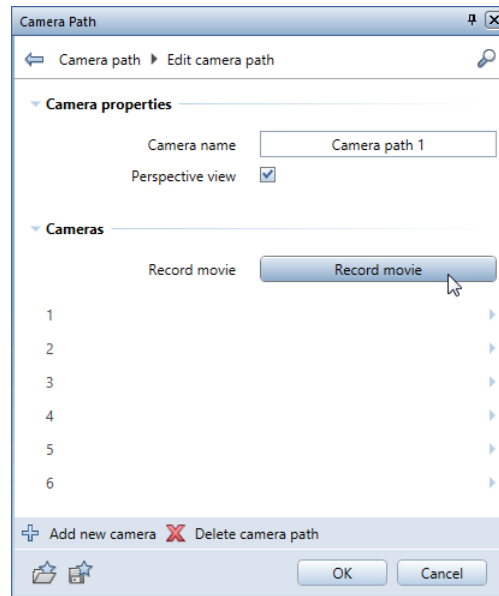 Camera Path
Camera path Edit camera path
Camera properties
Camera name Camera path 1
Perspective view
Cameras
Record movie Record movie
1
2
3
4
5
6
Add new camera Delete camera path
OK Cancel